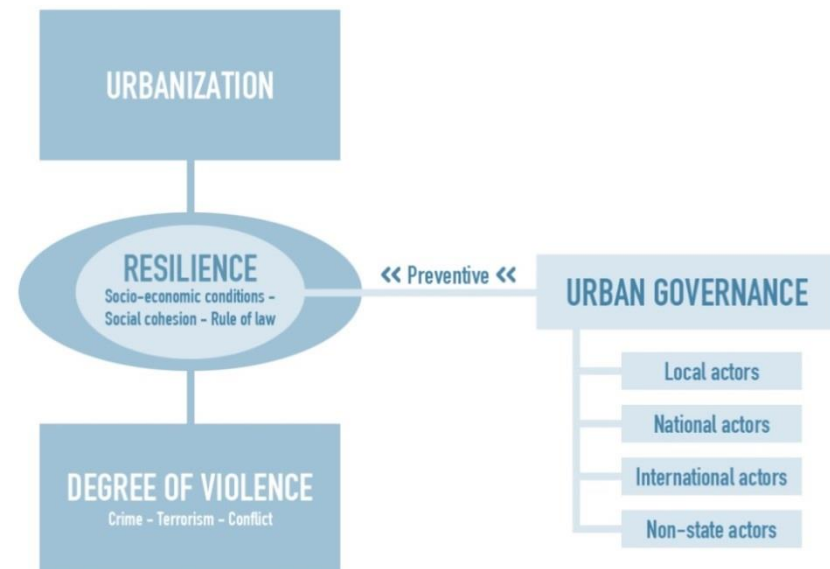 URBANIZATION
RESILIENCE
Socio-economic conditions -
Social cohesion - Rule of law
<< Preventive <<
URBAN GOVERNANCE
Local actors
National actors
International actors
Non-state actors
DEGREE OF VIOLENCE
Crime - Terrorism - Conflict